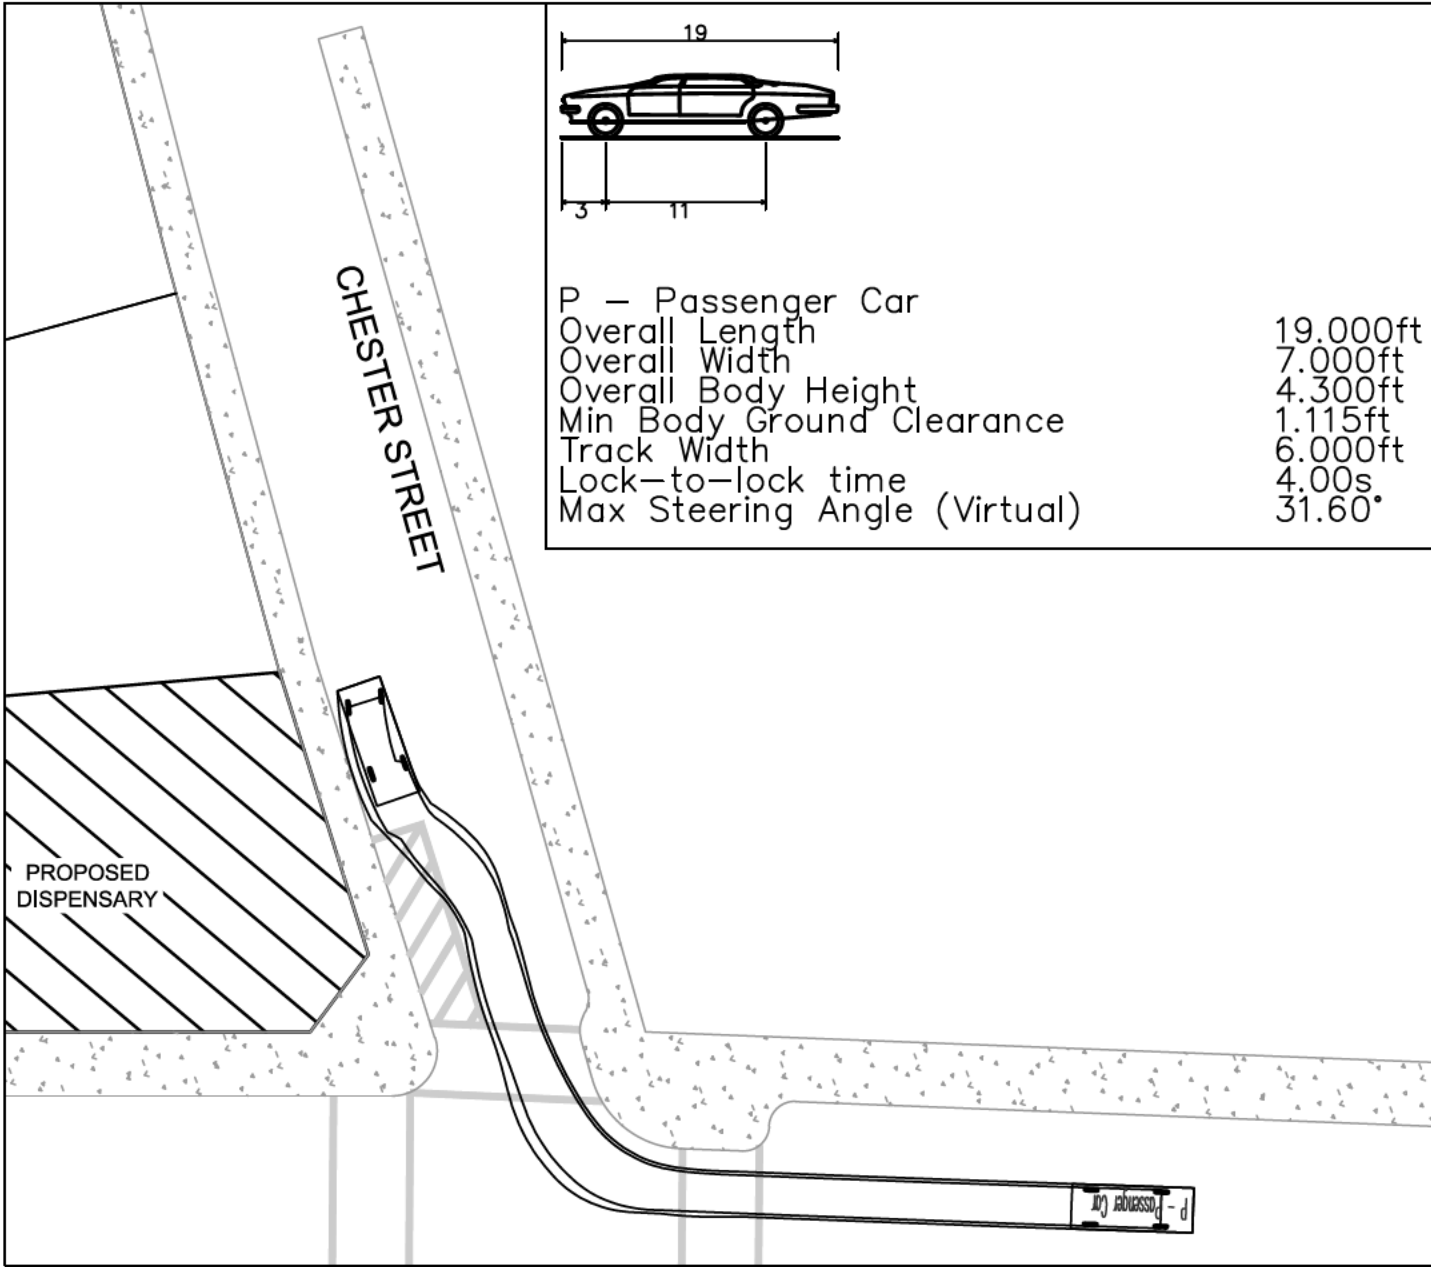 19
3
11
P – Passenger Car
Overall Length 19.000ft
Overall Width 7.000ft
Overall Body Height 4.300ft
Min Body Ground Clearance 1.115ft
Track Width 6.000ft
Lock–to–lock time 4.00s
Max Steering Angle (Virtual) 31.60°
CHESTER STREET
PROPOSED
DISPENSARY
P - Passenger Car